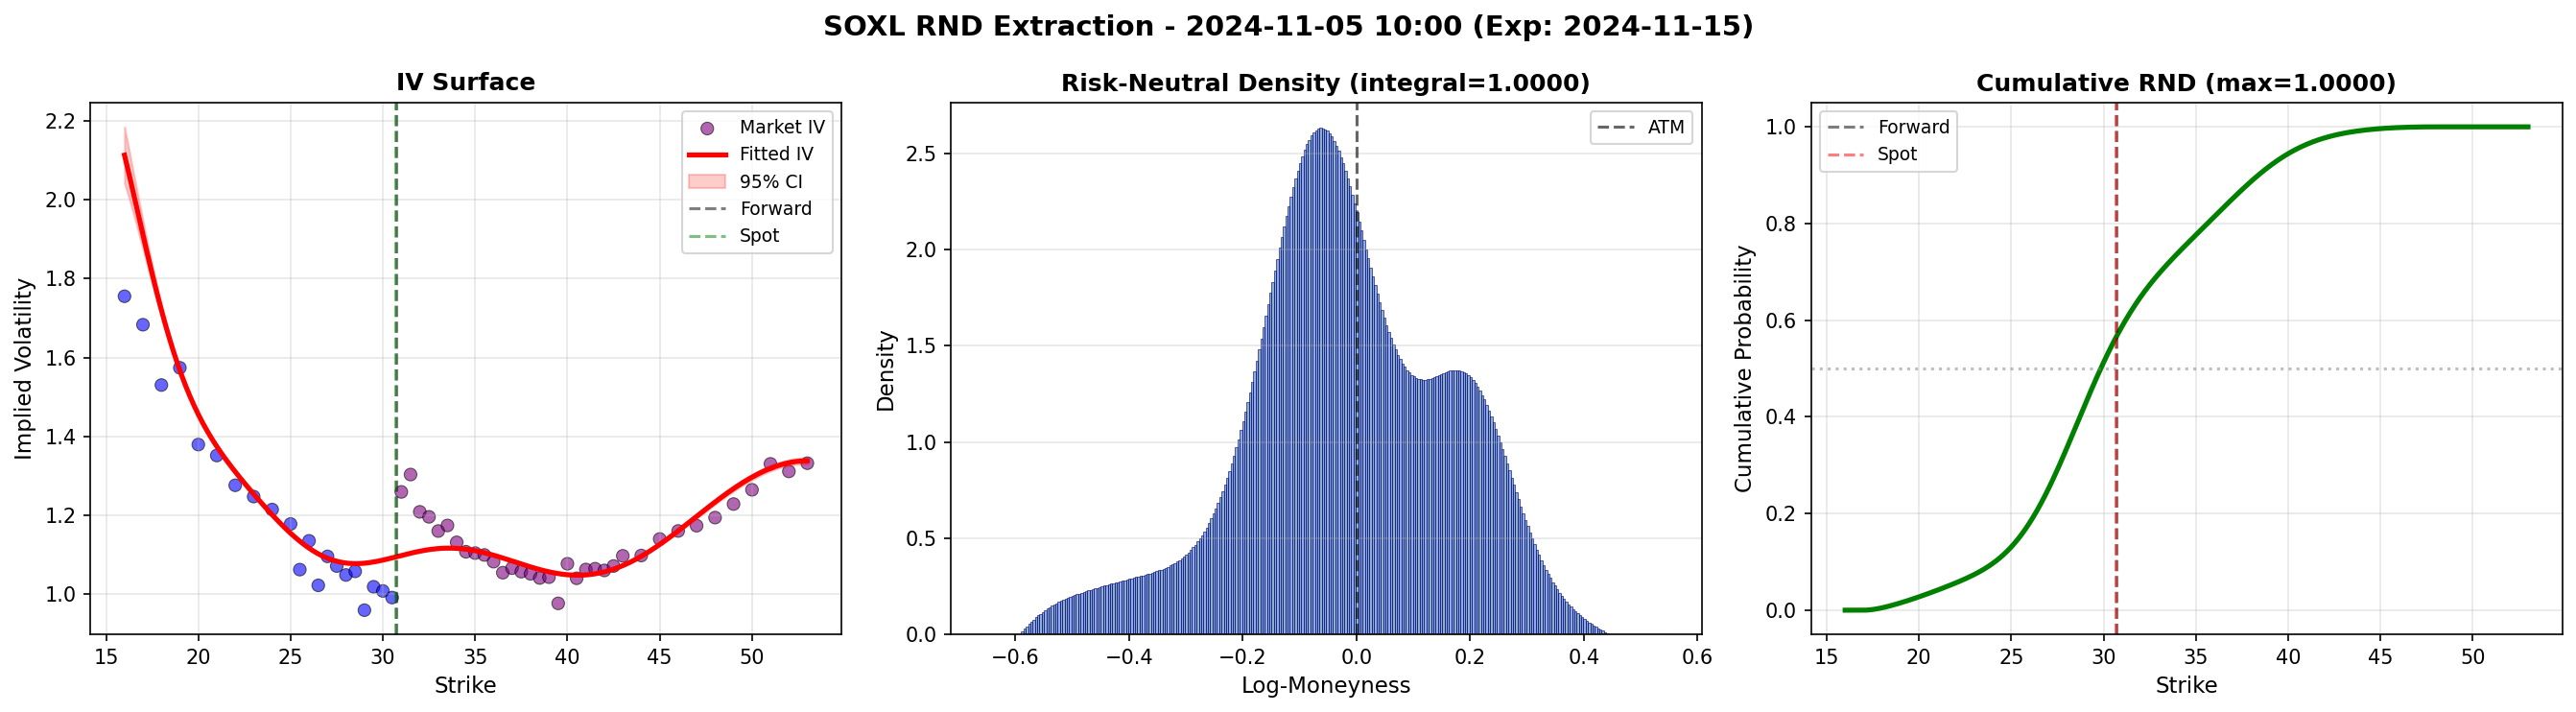 SOXL RND Extraction - 2024-11-05 10:00 (Exp: 2024-11-15)
IV Surface
Implied Volatility
2.2
2.0
1.8
1.6
1.4
1.2
1.0
Market IV
Fitted IV
95% CI
Forward
Spot
15
20
25
30
35
40
45
50
Strike
Risk-Neutral Density (integral=1.0000)
Density
2.5
2.0
1.5
1.0
0.5
0.0
ATM
−0.6
−0.4
−0.2
0.0
0.2
0.4
0.6
Log-Moneyness
Cumulative RND (max=1.0000)
Cumulative Probability
1.0
0.8
0.6
0.4
0.2
0.0
Forward
Spot
15
20
25
30
35
40
45
50
Strike